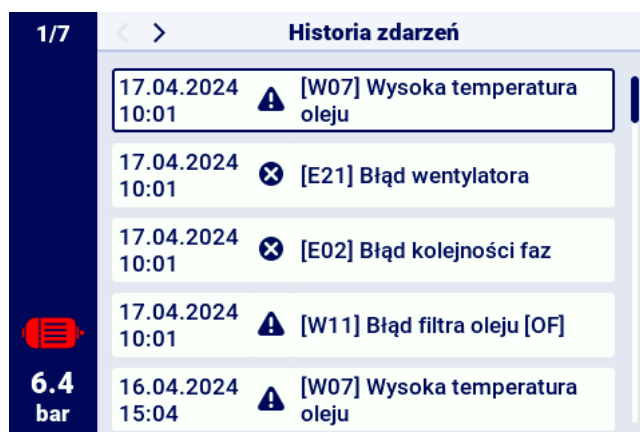 1/7
Historia zdarzeń
17.04.2024
10:01
[W07] Wysoka temperatura
oleju
17.04.2024
10:01
[E21] Błąd wentylatora
17.04.2024
10:01
[E02] Błąd kolejności faz
17.04.2024
10:01
[W11] Błąd filtra oleju [OF]
16.04.2024
15:04
[W07] Wysoka temperatura
oleju
6.4
bar